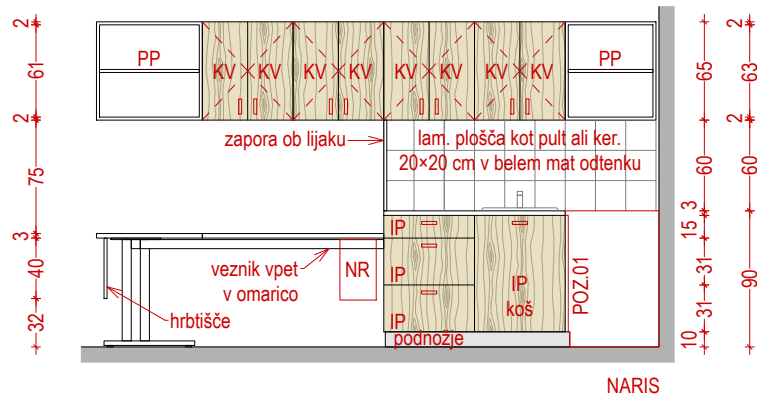 PP
KV KV KV KV KV KV KV KV
PP
zapora ob lijaku
lam. plošča kot pult ali ker.
20×20 cm v belem mat odtenku
IP
IP
IP
IP
koš
podnožje
NR
veznik vpet
v omarico
hrbtišče
POZ.01
2
61
2
75
3
40
32
65
60
3
15
31
31
10
2
63
2
60
90
NARIS